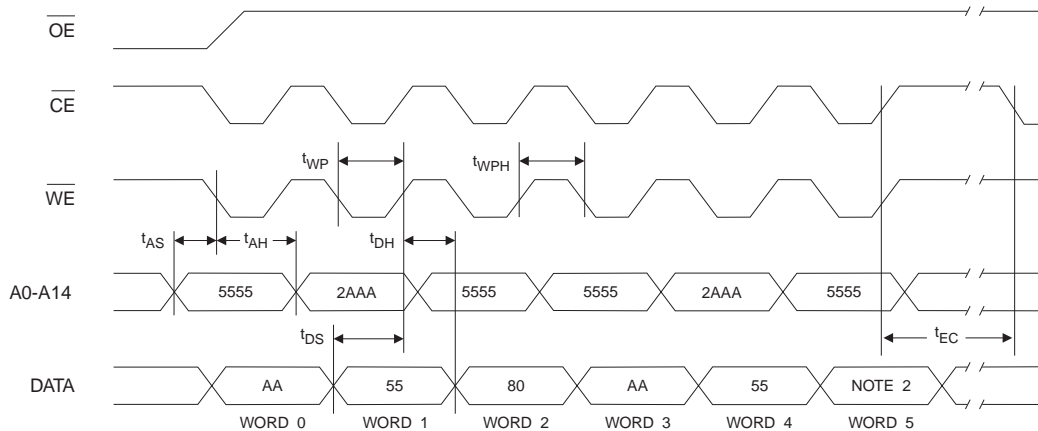 OE
CE
tWP
tWPH
WE
tAS
tAH
tDH
A0-A14
5555
2AAA
5555
5555
2AAA
5555
tDS
tEC
DATA
AA
55
80
AA
55
NOTE 2
WORD 0
WORD 1
WORD 2
WORD 3
WORD 4
WORD 5